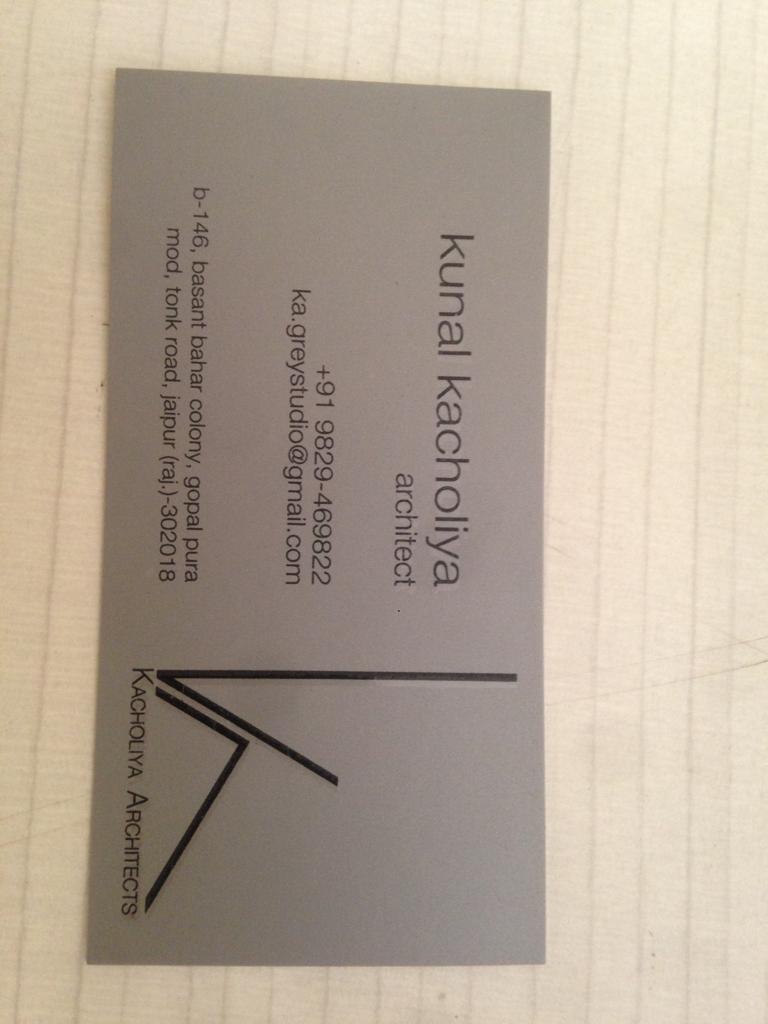 kunal kacholiya
architect
+91 9829-469822
ka.greystudio@gmail.com
b-146, basant bahar colony, gopal pura
mod, tonk road, jaipur (raj.)-302018
KACHOLIYA ARCHITECTS